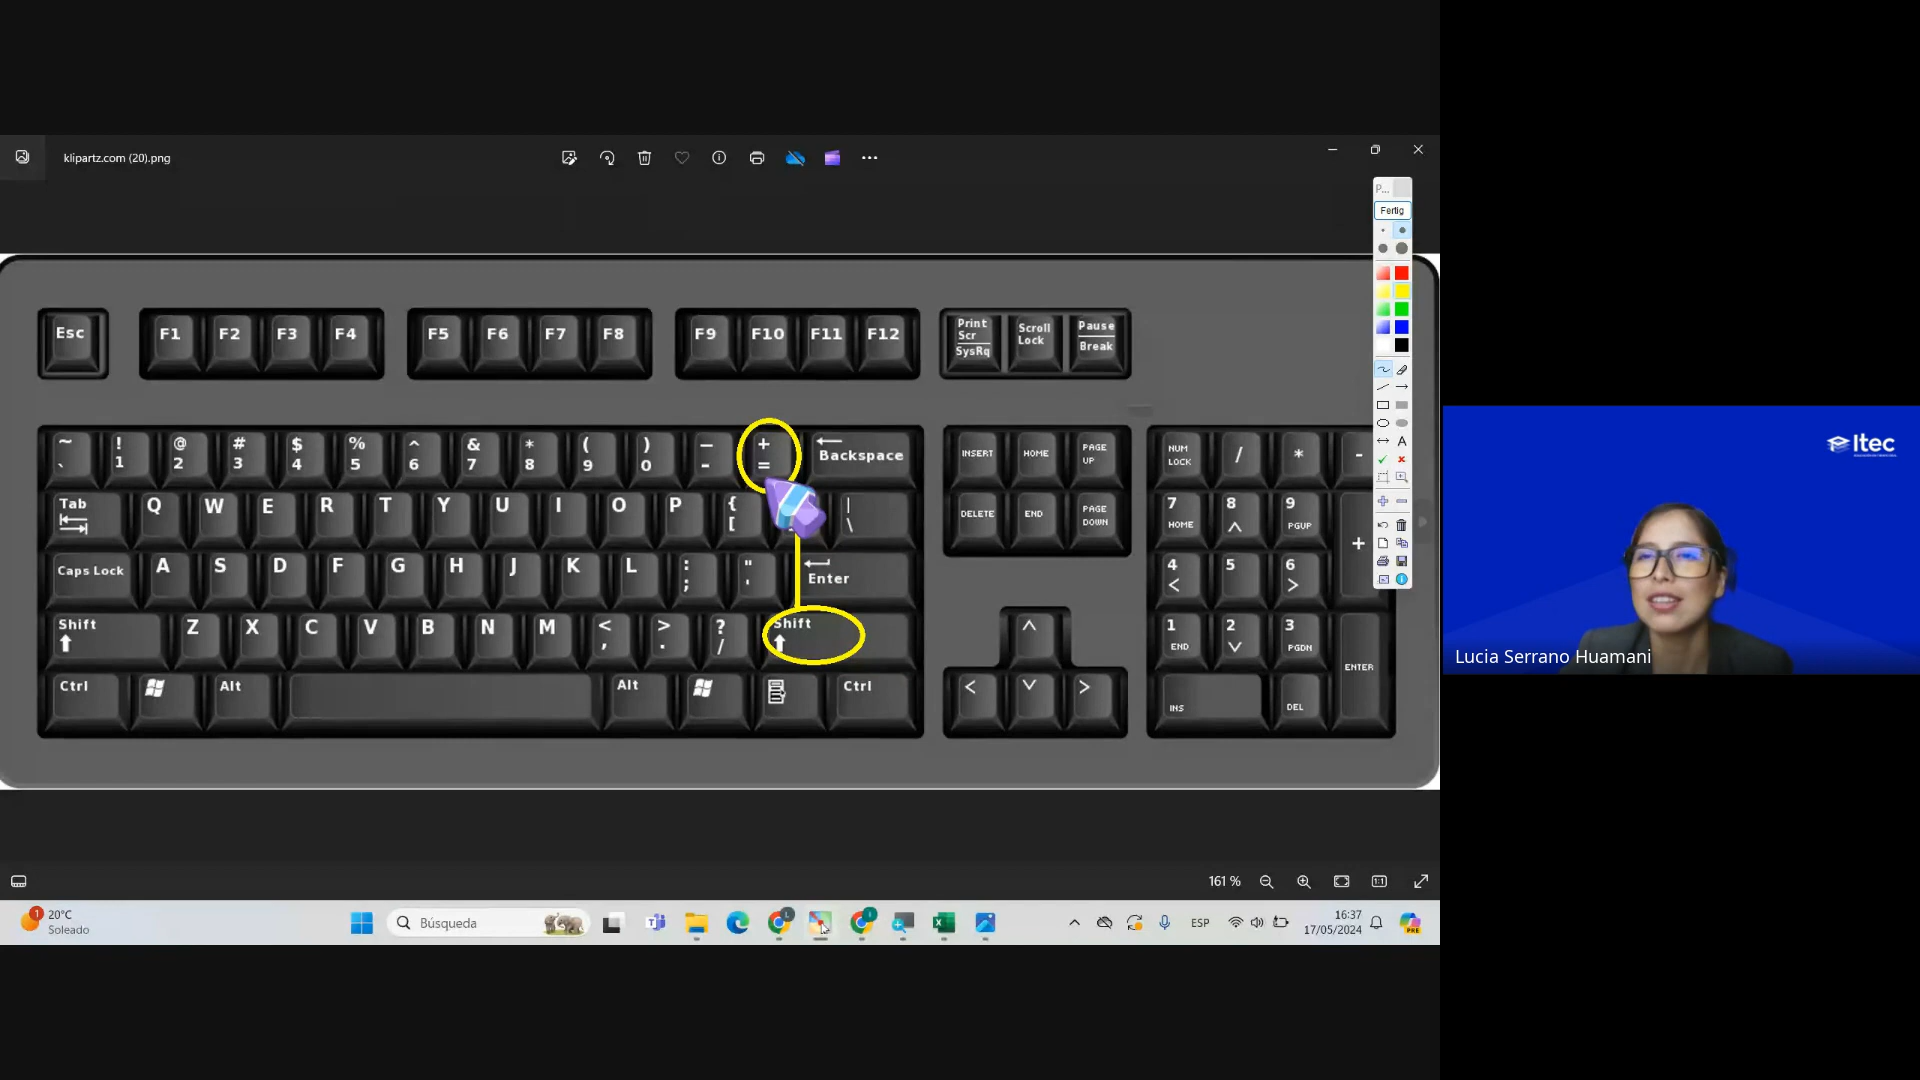 klipartz.com (20).png
P...
Fertig
Esc F1 F2 F3 F4 F5 F6 F7 F8 F9 F10 F11 F12 Print Scr SysRq Scroll Lock Pause Break
~ ` ! 1 @ 2 # 3 $ 4 % 5 ^ 6 & 7 * 8 ( 9 ) 0 — - + = Backspace INSERT HOME PAGE UP NUM LOCK / * -
Tab Q W E R T Y U I O P { [ | \ DELETE END PAGE DOWN 7 HOME 8 ^ 9 PGUP +
Caps Lock A S D F G H J K L : ; " ' Enter 4 < 5 6 >
Shift Z X C V B N M < , > . ? / Shift ^ 1 END 2 v 3 PGDN ENTER
Ctrl Alt Alt Ctrl < v > INS DEL
A
Itec
Lucia Serrano Huamani
161 %
1:1
1 20°C
Soleado
Búsqueda
L
ESP
16:37
17/05/2024
PRE